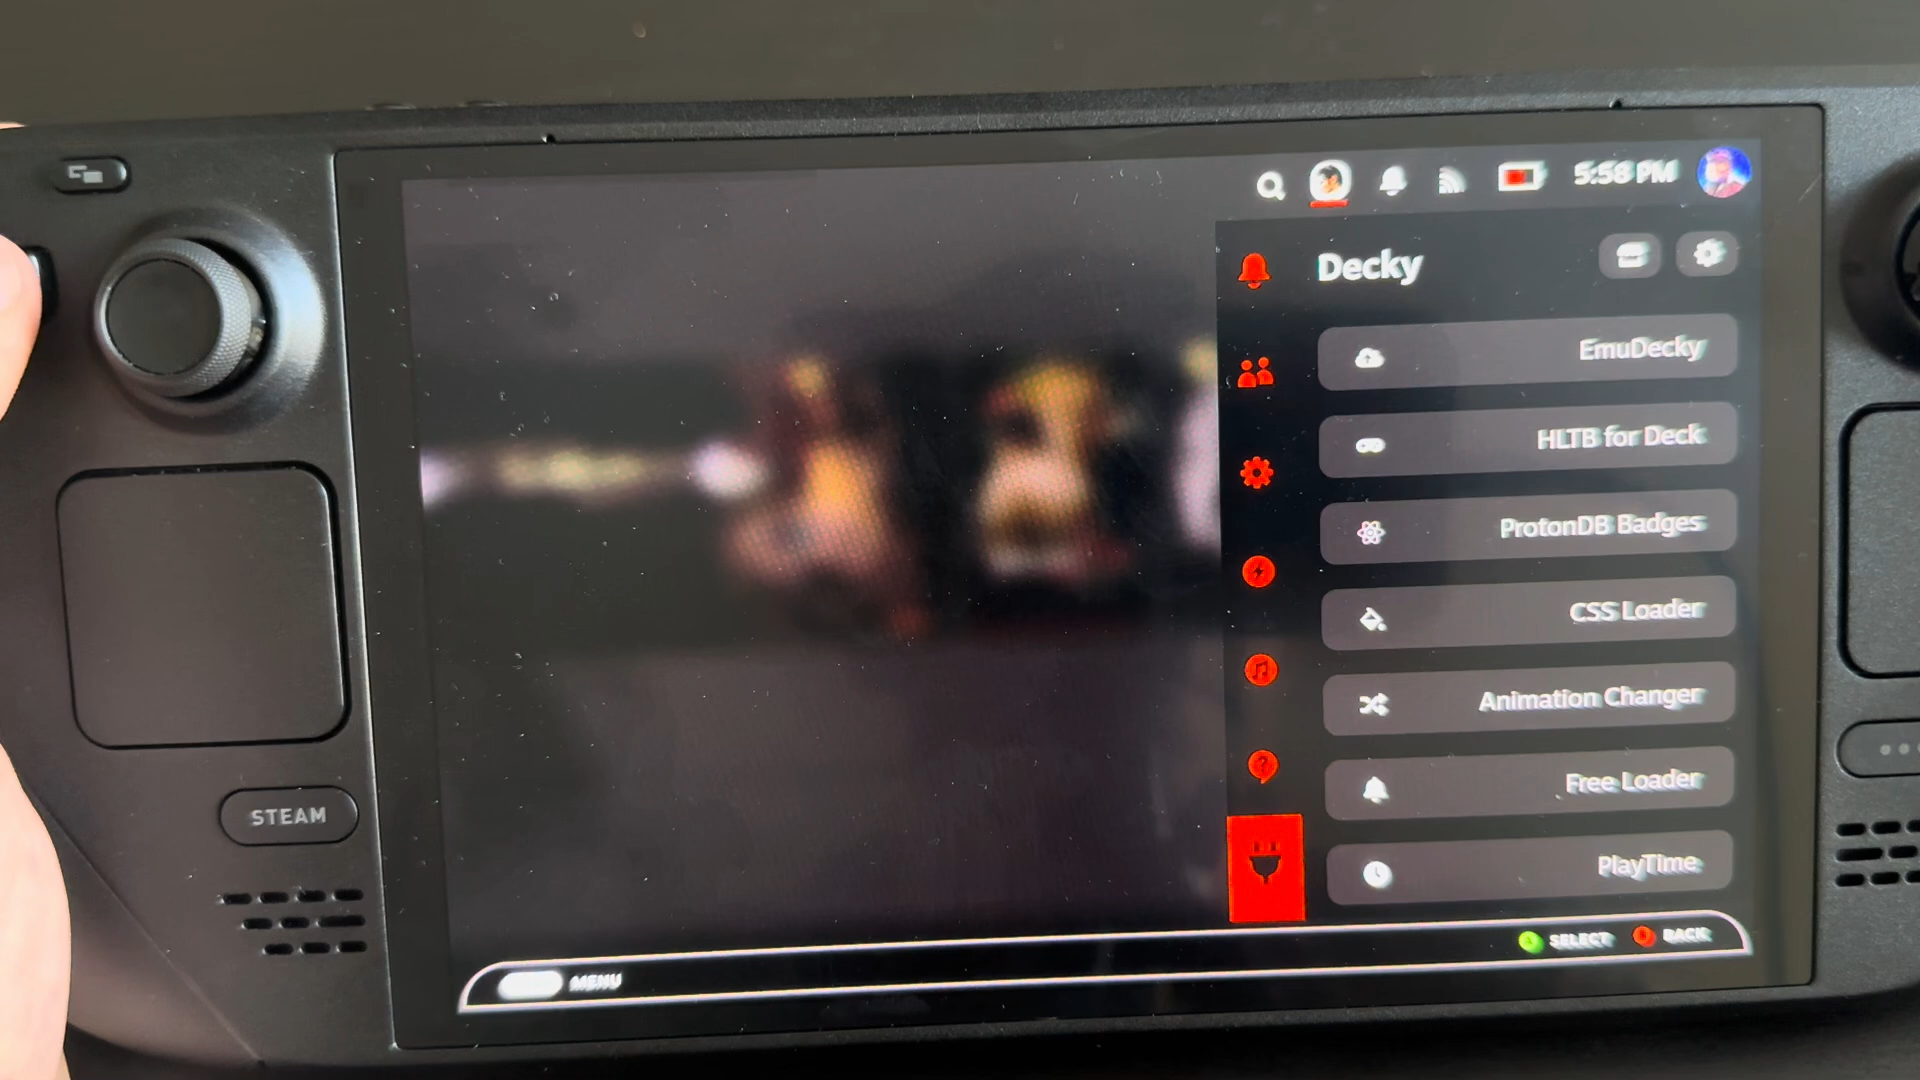 5:58 PM
Decky
EmuDecky
HLTB for Deck
ProtonDB Badges
CSS Loader
Animation Changer
Free Loader
PlayTime
STEAM
SELECT
BACK
MENU